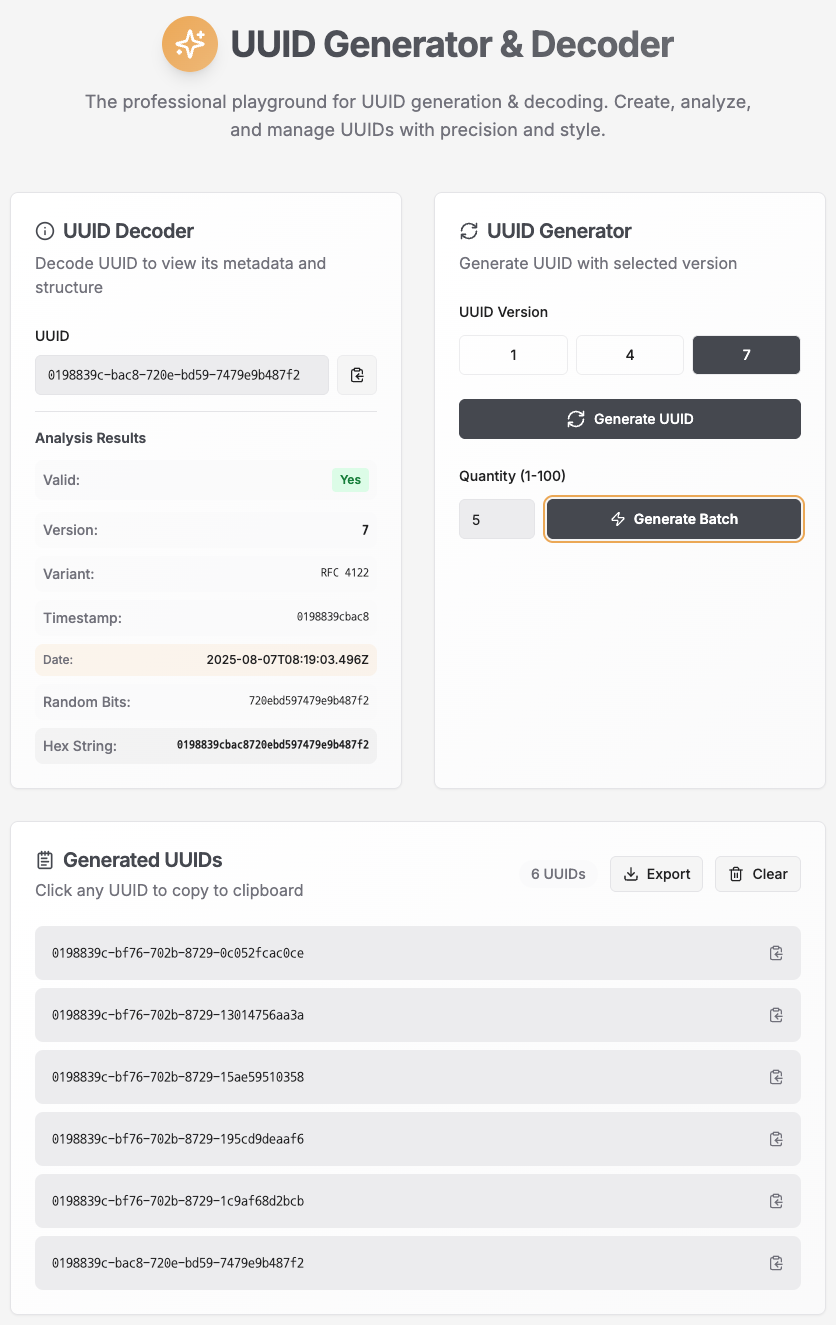 UUID Generator & Decoder
The professional playground for UUID generation & decoding. Create, analyze,
and manage UUIDs with precision and style.
UUID Decoder
Decode UUID to view its metadata and
structure
UUID
0198839c-bac8-720e-bd59-7479e9b487f2
Analysis Results
Valid: Yes
Version: 7
Variant: RFC 4122
Timestamp: 0198839cbac8
Date: 2025-08-07T08:19:03.496Z
Random Bits: 720ebd597479e9b487f2
Hex String: 0198839cbac8720ebd597479e9b487f2
UUID Generator
Generate UUID with selected version
UUID Version
1 4 7
Generate UUID
Quantity (1-100)
5 Generate Batch
Generated UUIDs
Click any UUID to copy to clipboard
6 UUIDs Export Clear
0198839c-bf76-702b-8729-0c052fcac0ce
0198839c-bf76-702b-8729-13014756aa3a
0198839c-bf76-702b-8729-15ae59510358
0198839c-bf76-702b-8729-195cd9deaaf6
0198839c-bf76-702b-8729-1c9af68d2bcb
0198839c-bac8-720e-bd59-7479e9b487f2